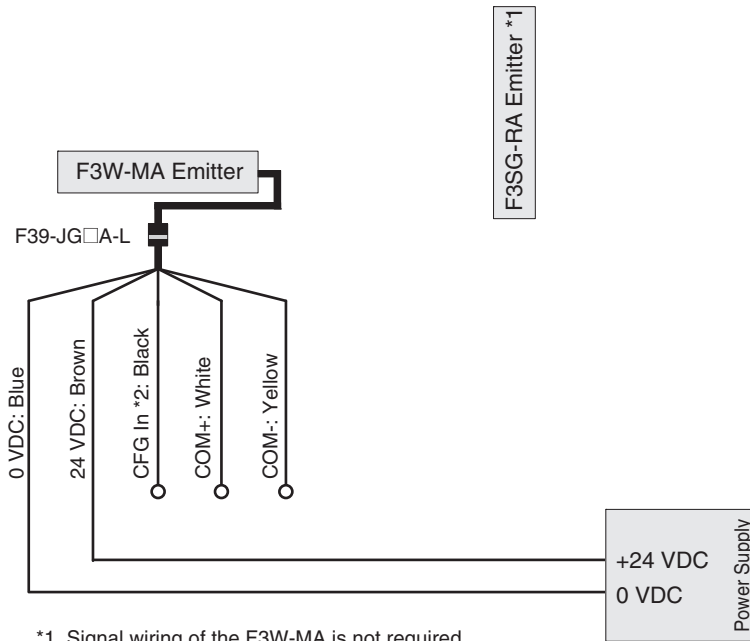 F3SG-RA Emitter *1
F3W-MA Emitter
F39-JG□A-L
0 VDC: Blue
24 VDC: Brown
CFG In *2: Black
COM+: White
COM-: Yellow
+24 VDC
0 VDC
Power Supply
*1. Signal wiring of the F3W-MA is not required